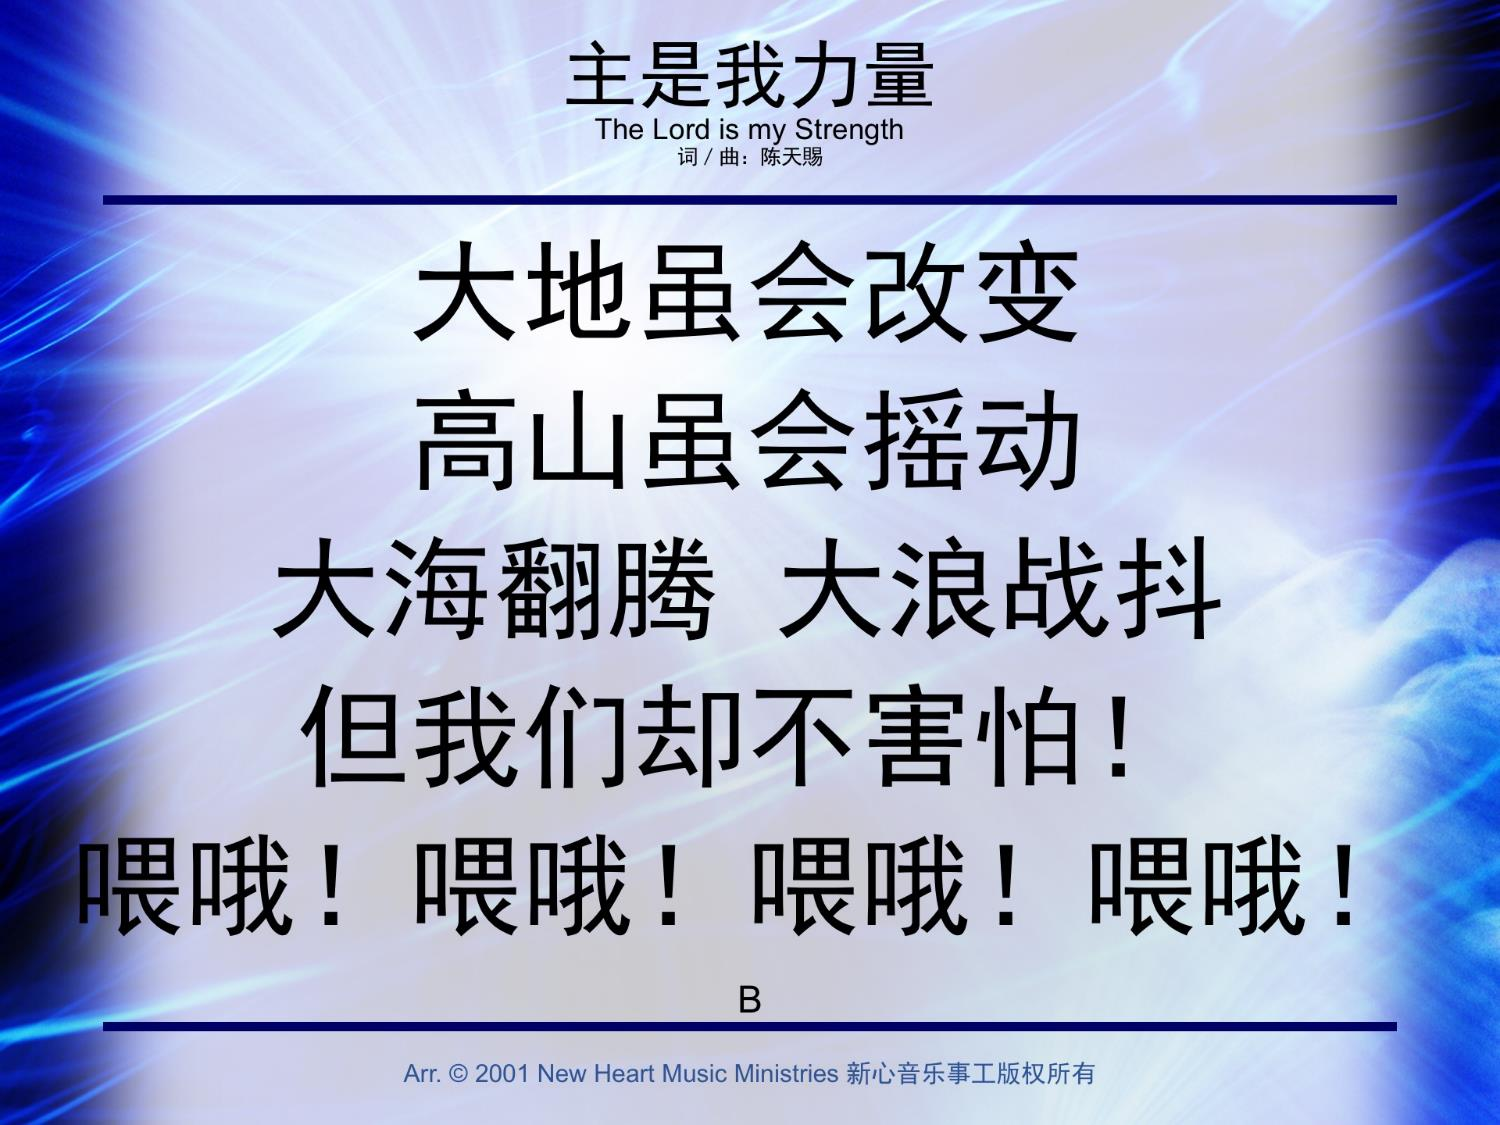 主是我力量
The Lord is my Strength
词 / 曲：陈天賜
大地虽会改变
高山虽会摇动
大海翻腾 大浪战抖
但我们却不害怕！
喂哦！喂哦！喂哦！喂哦！
B
Arr. © 2001 New Heart Music Ministries 新心音乐事工版权所有